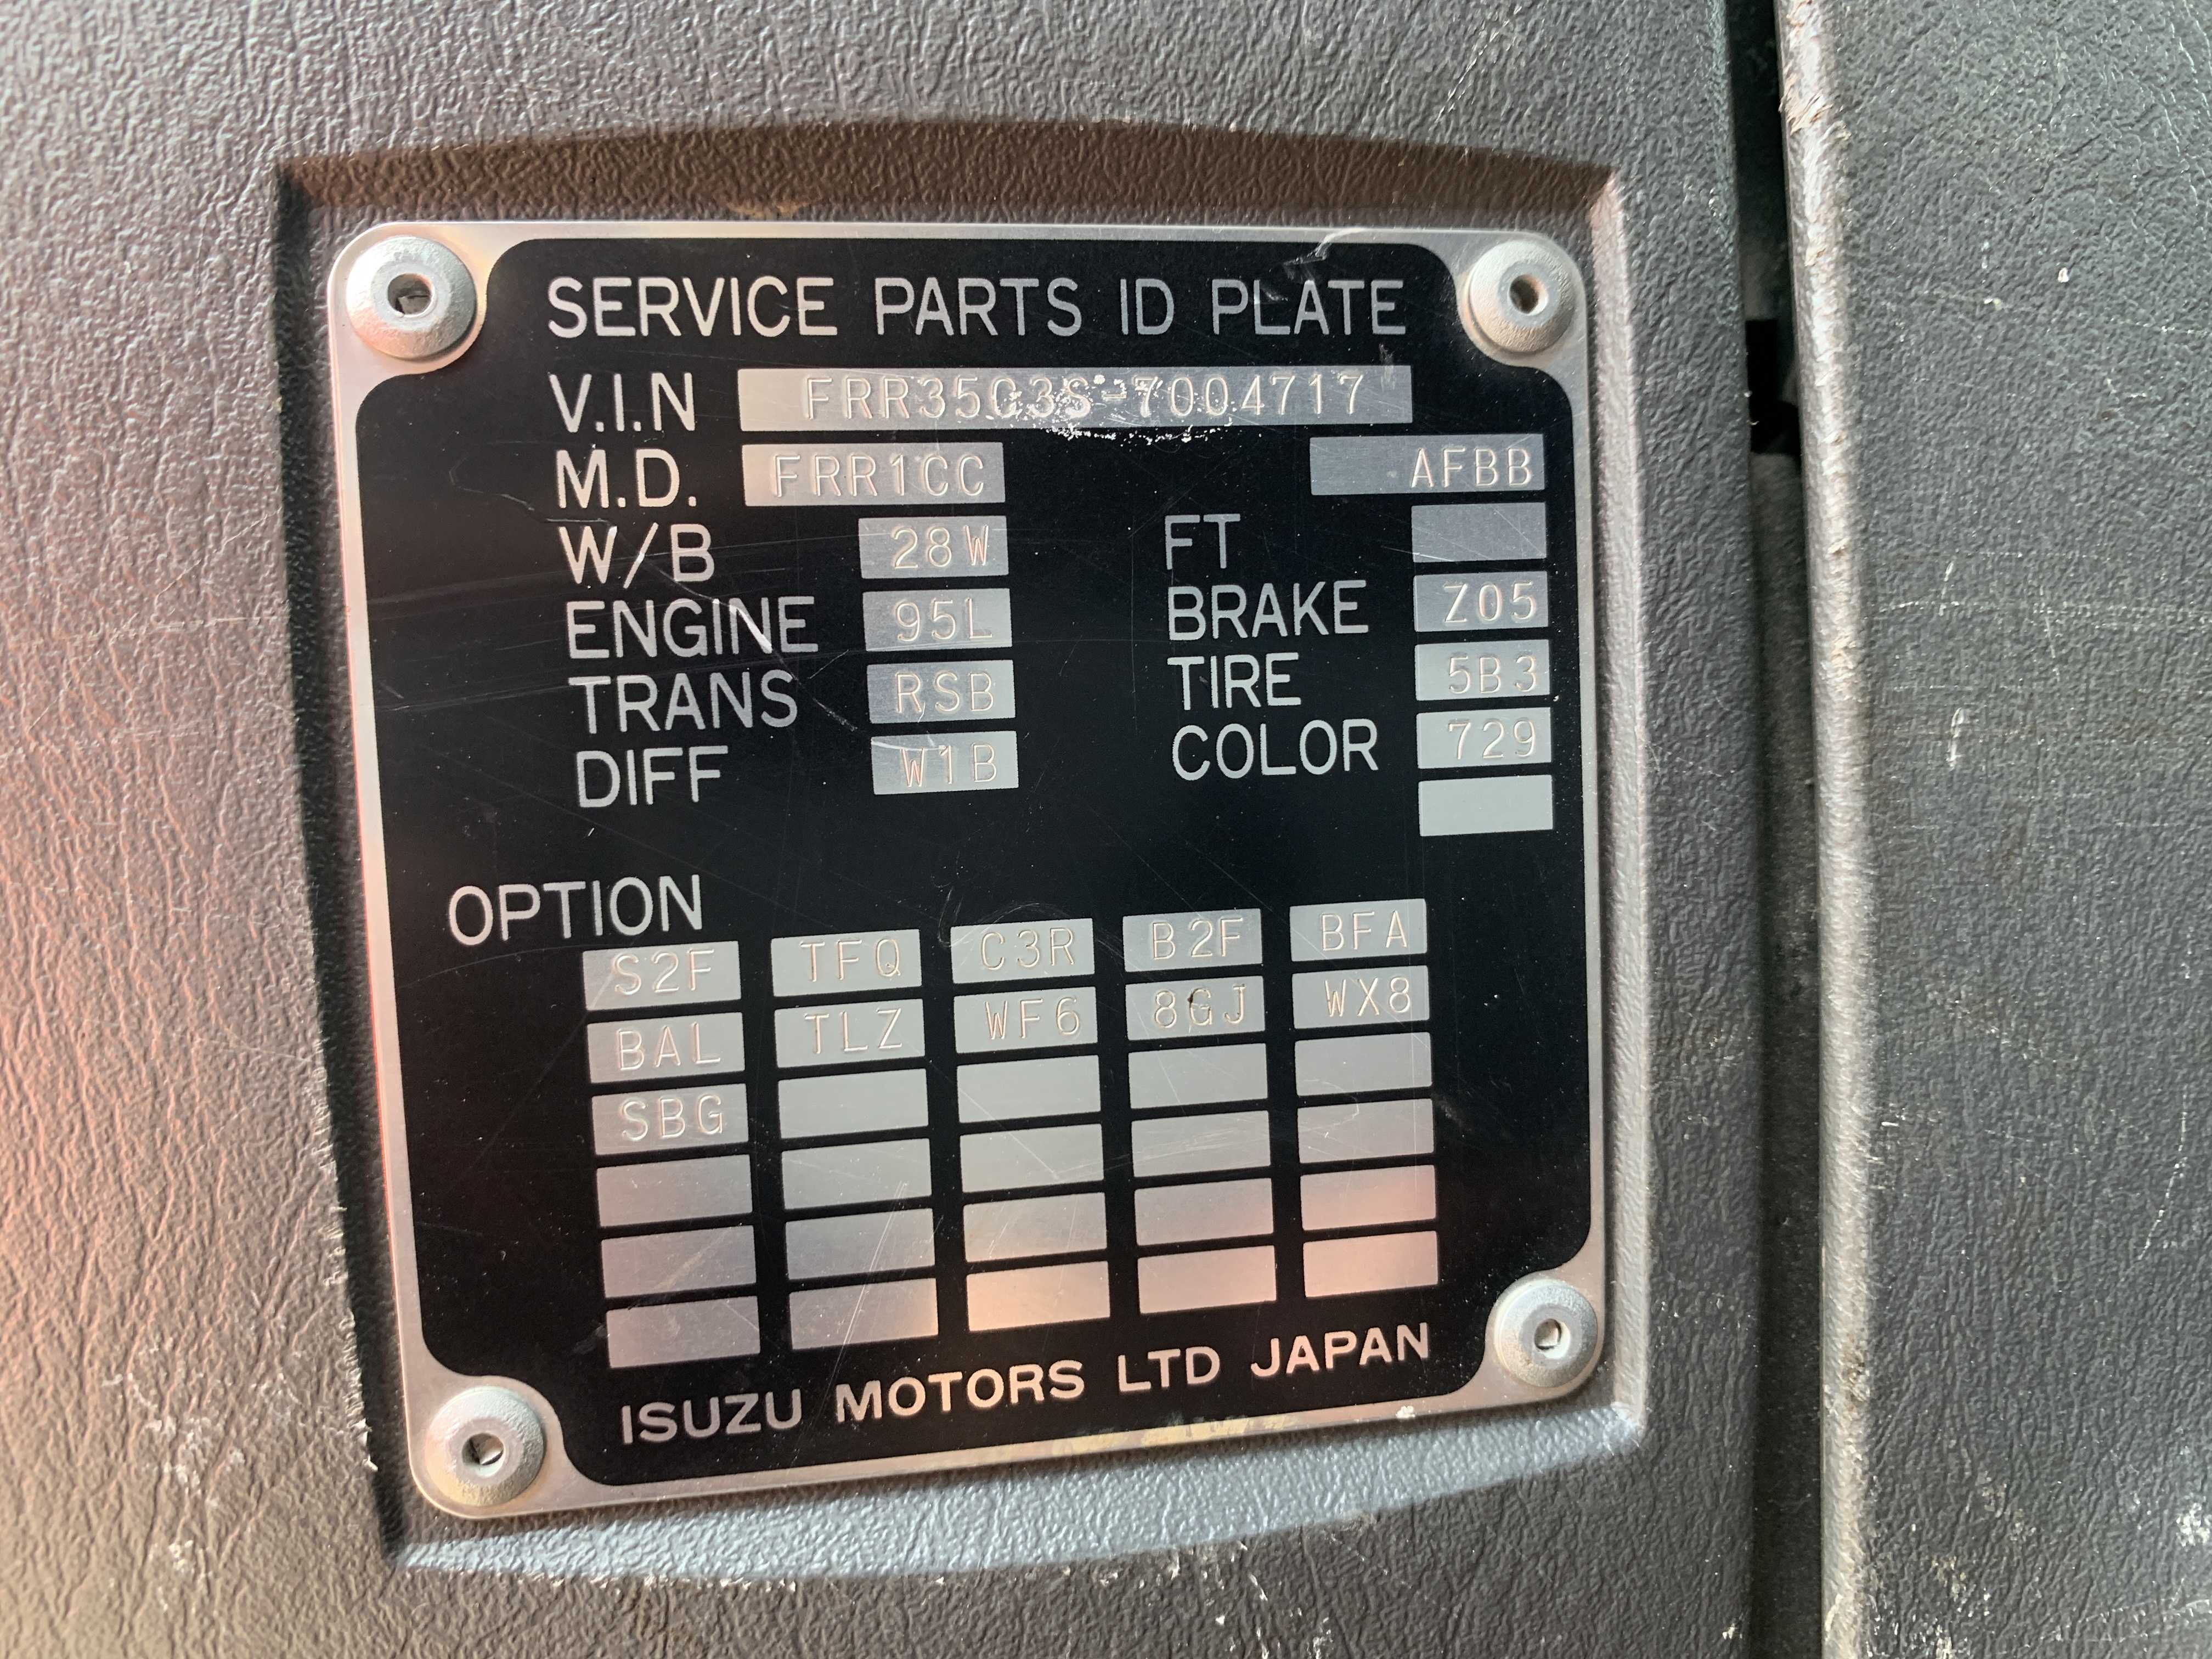 SERVICE PARTS ID PLATE
V.I.N FRR35G3S-7004717
M.D. FRR1CC AFBB
W/B 28W FT
ENGINE 95L BRAKE Z05
TRANS RSB TIRE 5B3
DIFF W1B COLOR 729
OPTION
S2F TFQ C3R B2F BFA
BAL TLZ WF6 8GJ WX8
SBG
ISUZU MOTORS LTD JAPAN